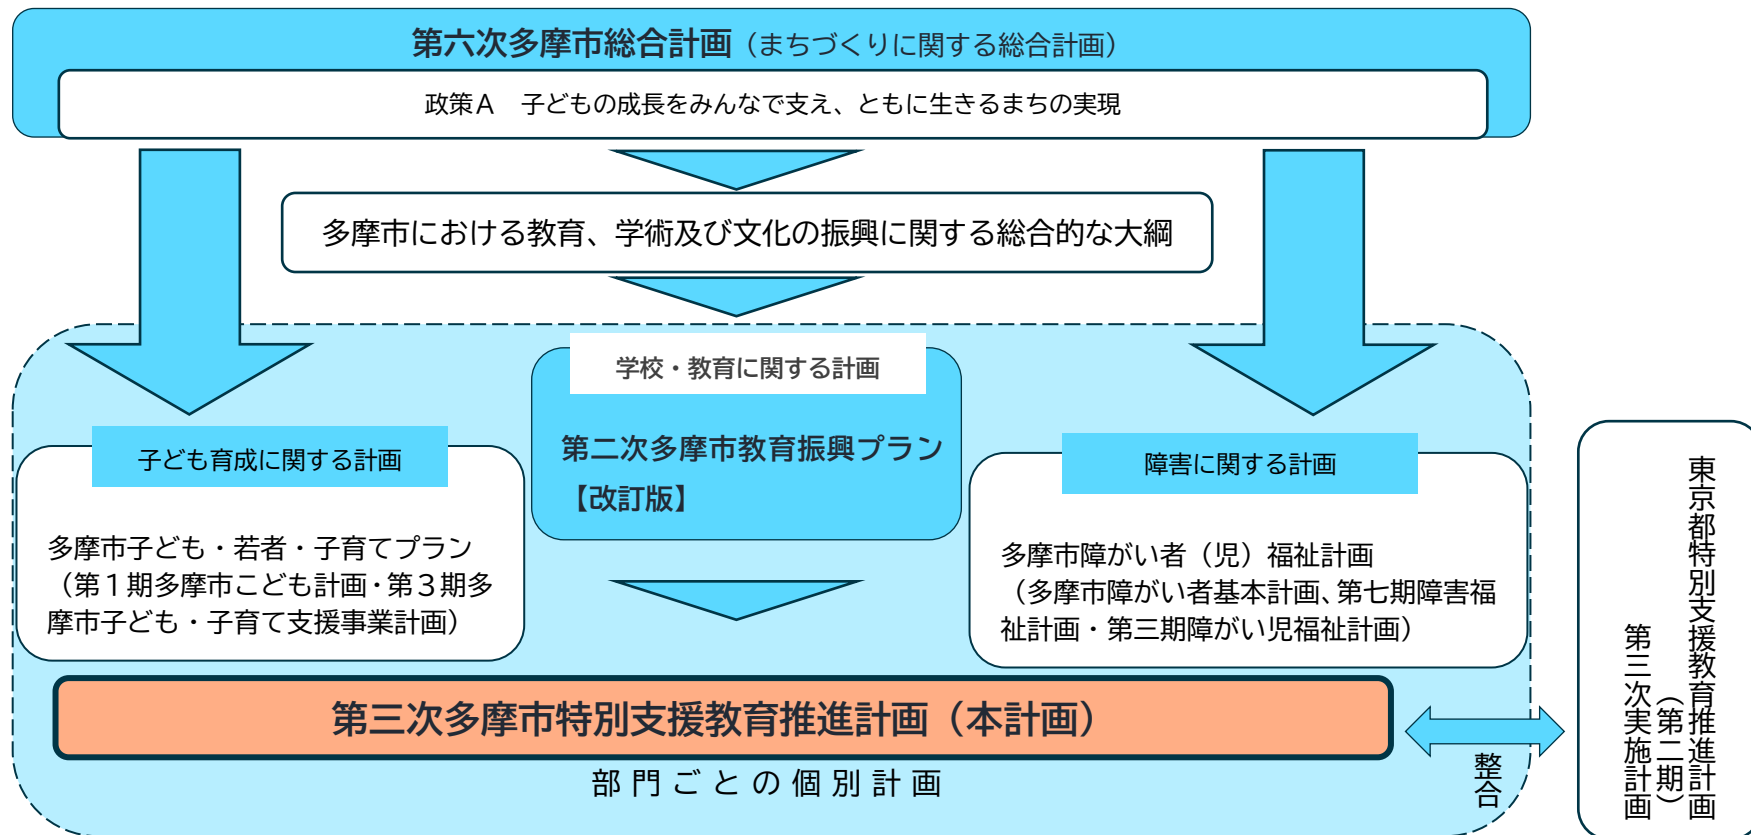 第六次多摩市総合計画（まちづくりに関する総合計画）
政策Ａ　子どもの成長をみんなで支え、ともに生きるまちの実現
多摩市における教育、学術及び文化の振興に関する総合的な大綱
学校・教育に関する計画
第二次多摩市教育振興プラン
【改訂版】
子ども育成に関する計画
多摩市子ども・若者・子育てプラン
（第１期多摩市こども計画・第３期多
摩市子ども・子育て支援事業計画）
障害に関する計画
多摩市障がい者（児）福祉計画
（多摩市障がい者基本計画、第七期障害福
祉計画・第三期障がい児福祉計画）
第三次多摩市特別支援教育推進計画（本計画）
部門ごとの個別計画
整合
東京都特別支援教育推進計画
（第二期）
第三次実施計画